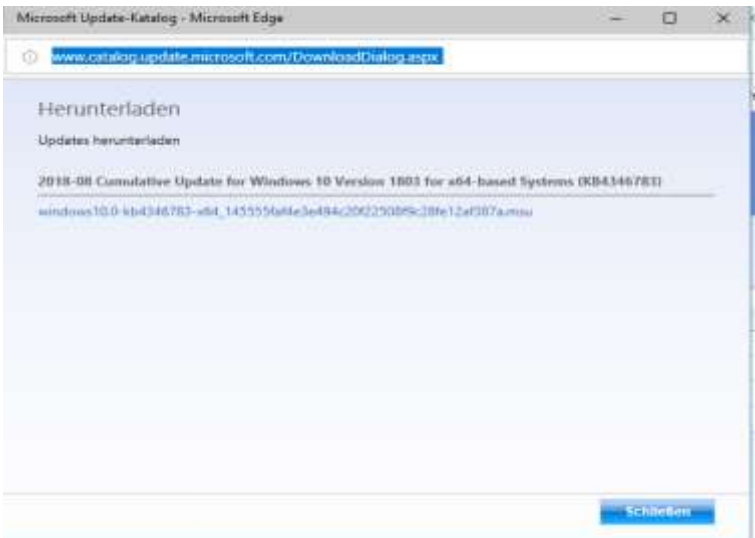 Microsoft Update-Katalog - Microsoft Edge
www.catalog.update.microsoft.com/DownloadDialog.aspx
Herunterladen
Updates herunterladen
2018-08 Cumulative Update for Windows 10 Version 1803 for x64-based Systems (KB4346783)
Schließen